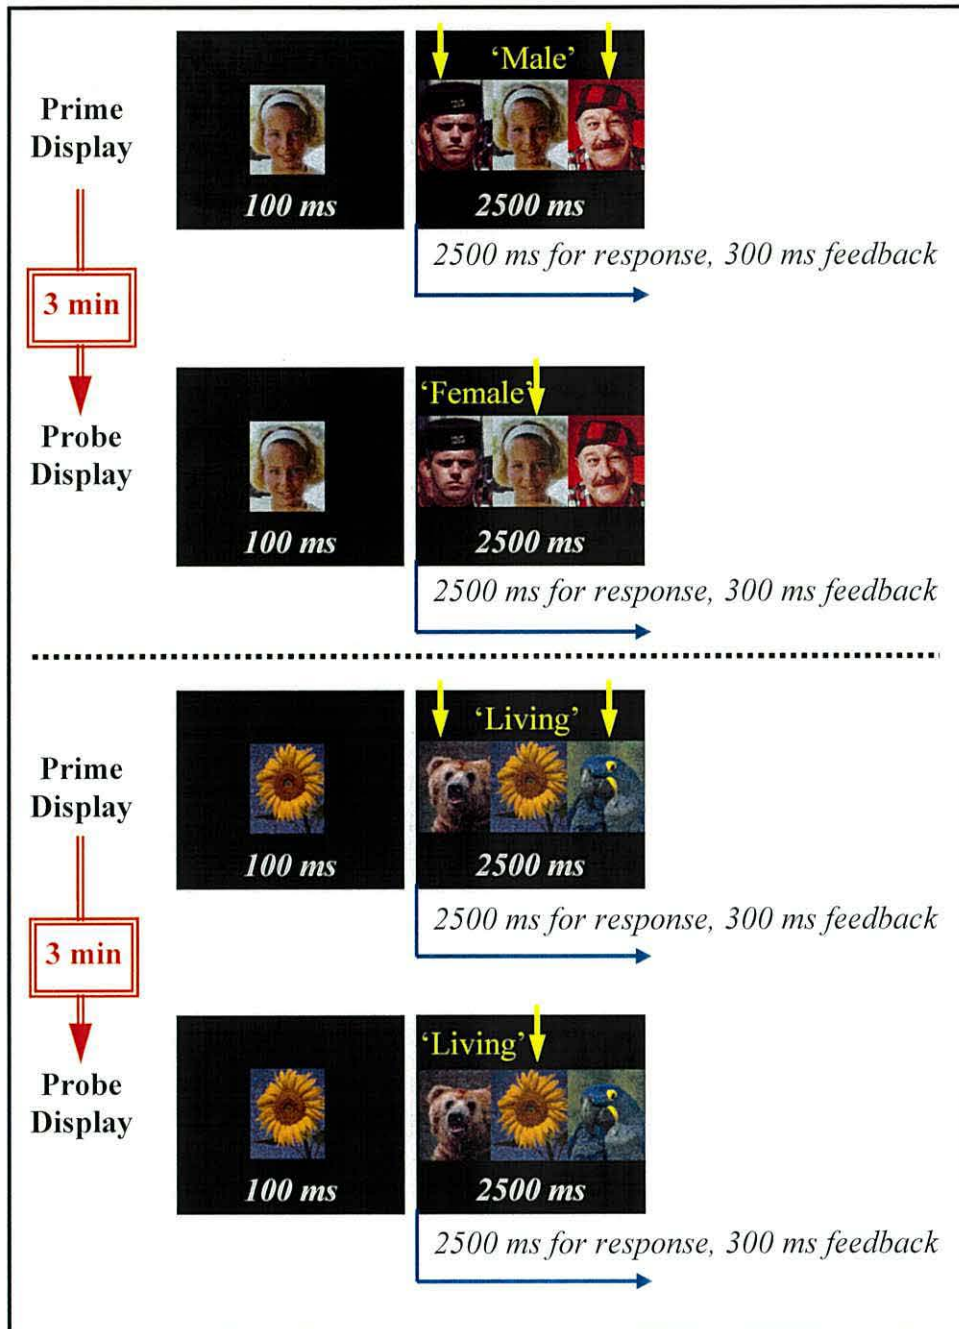 Prime
Display
‘Male’
100 ms
2500 ms
2500 ms for response, 300 ms feedback
3 min
Probe
Display
‘Female’
100 ms
2500 ms
2500 ms for response, 300 ms feedback
Prime
Display
‘Living’
100 ms
2500 ms
2500 ms for response, 300 ms feedback
3 min
Probe
Display
‘Living’
100 ms
2500 ms
2500 ms for response, 300 ms feedback